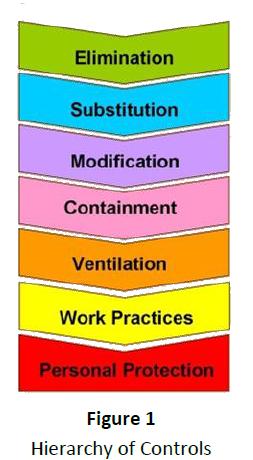 Elimination
Substitution
Modification
Containment
Ventilation
Work Practices
Personal Protection
Figure 1
Hierarchy of Controls